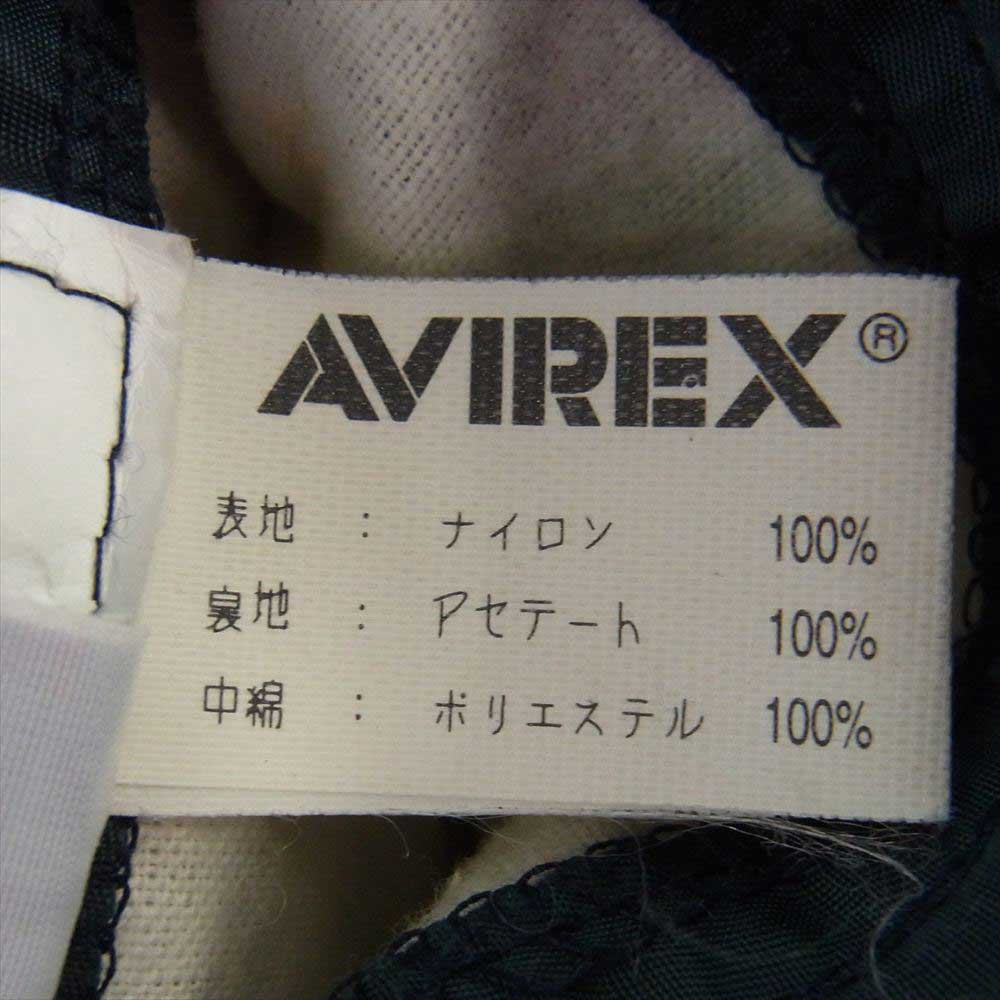 AVIREX®
表地 : ナイロン 100%
裏地 : アセテート 100%
中綿 : ポリエステル 100%